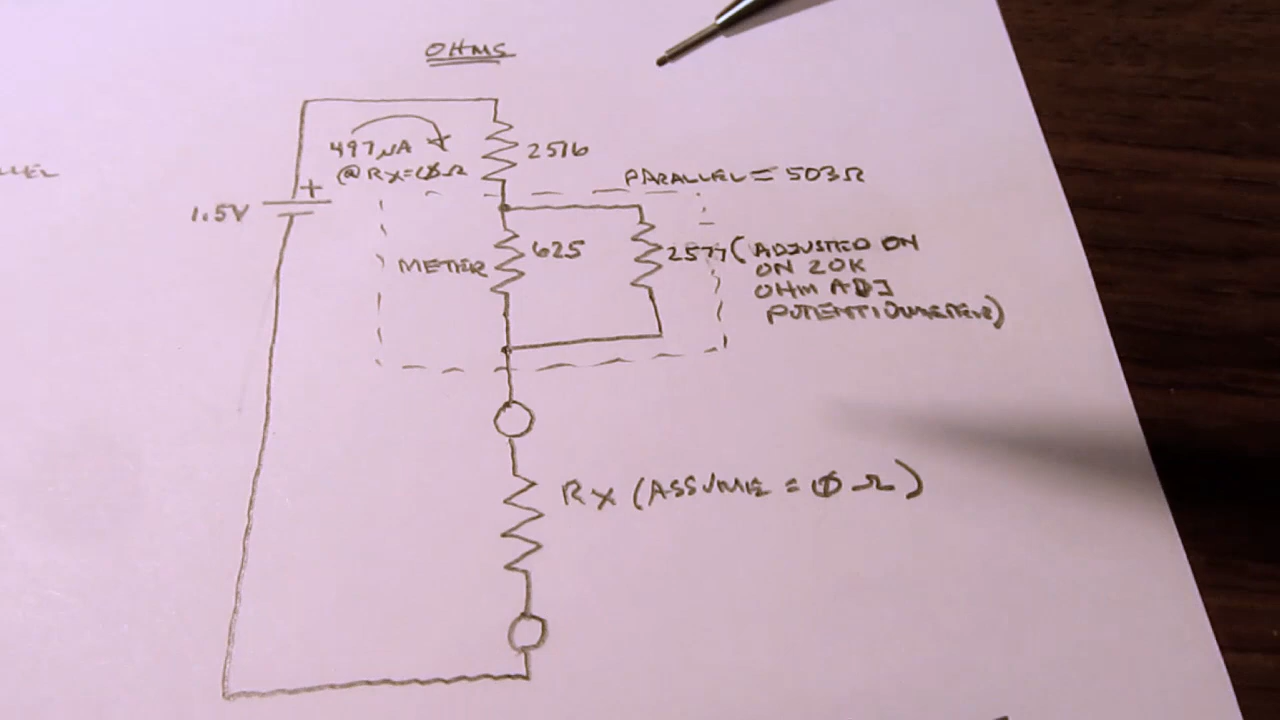 OHMS
497µA
@RX=0Ω
2516
PARALLEL = 503Ω
+
1.5V
METER
625
2577 (ADJUSTED ON
ON 20K
OHM ADJ
POTENTIOMETER)
RX (ASSUME = 0Ω)